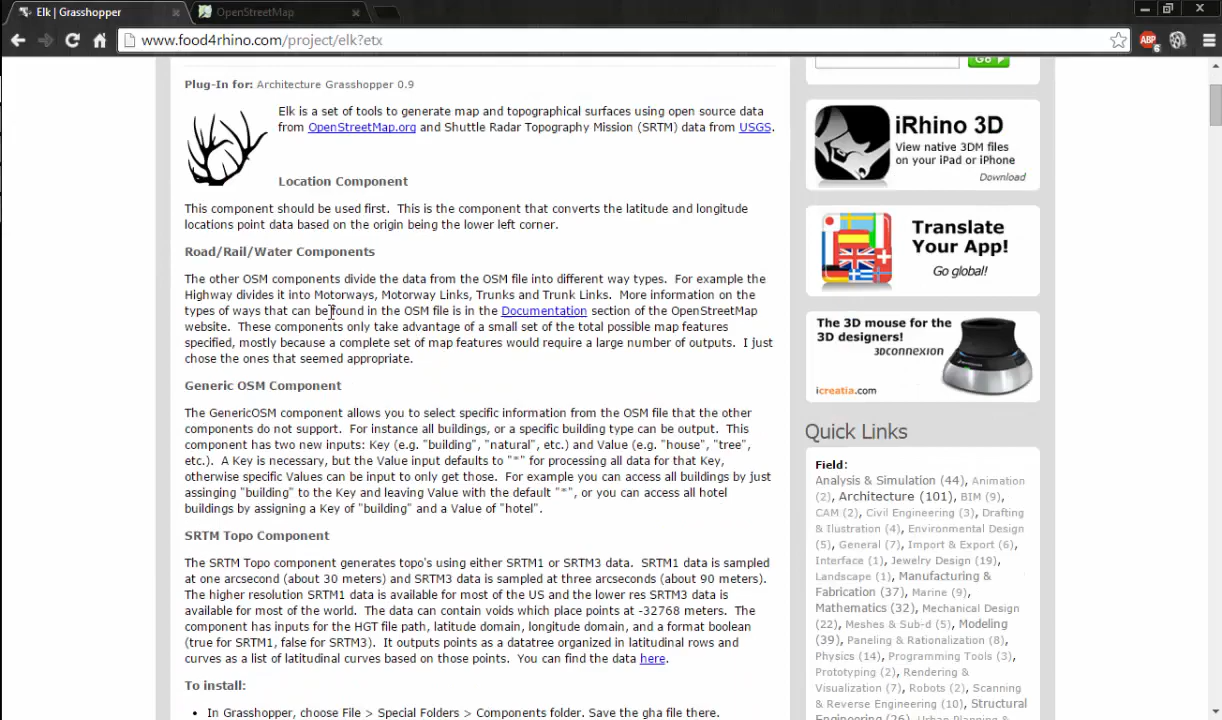 Elk | Grasshopper
OpenStreetMap
www.food4rhino.com/project/elk?etx
ABP
6
Plug-In for: Architecture Grasshopper 0.9
Elk is a set of tools to generate map and topographical surfaces using open source data
from OpenStreetMap.org and Shuttle Radar Topography Mission (SRTM) data from USGS.
Location Component
This component should be used first. This is the component that converts the latitude and longitude
locations point data based on the origin being the lower left corner.
Road/Rail/Water Components
The other OSM components divide the data from the OSM file into different way types. For example the
Highway divides it into Motorways, Motorway Links, Trunks and Trunk Links. More information on the
types of ways that can be found in the OSM file is in the Documentation section of the OpenStreetMap
website. These components only take advantage of a small set of the total possible map features
specified, mostly because a complete set of map features would require a large number of outputs. I just
chose the ones that seemed appropriate.
Generic OSM Component
The GenericOSM component allows you to select specific information from the OSM file that the other
components do not support. For instance all buildings, or a specific building type can be output. This
component has two new inputs: Key (e.g. "building", "natural", etc.) and Value (e.g. "house", "tree",
etc.). A Key is necessary, but the Value input defaults to "*" for processing all data for that Key,
otherwise specific Values can be input to only get those. For example you can access all buildings by just
assinging "building" to the Key and leaving Value with the default "*", or you can access all hotel
buildings by assigning a Key of "building" and a Value of "hotel".
SRTM Topo Component
The SRTM Topo component generates topo's using either SRTM1 or SRTM3 data. SRTM1 data is sampled
at one arcsecond (about 30 meters) and SRTM3 data is sampled at three arcseconds (about 90 meters).
The higher resolution SRTM1 data is available for most of the US and the lower res SRTM3 data is
available for most of the world. The data can contain voids which place points at -32768 meters. The
component has inputs for the HGT file path, latitude domain, longitude domain, and a format boolean
(true for SRTM1, false for SRTM3). It outputs points as a datatree organized in latitudinal rows and
curves as a list of latitudinal curves based on those points. You can find the data here.
To install:
• In Grasshopper, choose File > Special Folders > Components folder. Save the gha file there.
Go
iRhino 3D
View native 3DM files
on your iPad or iPhone
Download
Translate
Your App!
Go global!
The 3D mouse for the
3D designers!
3DCONNEXION
icreatia.com
Quick Links
Field:
Analysis & Simulation (44), Animation
(2), Architecture (101), BIM (9),
CAM (2), Civil Engineering (3), Drafting
& Ilustration (4), Environmental Design
(5), General (7), Import & Export (6),
Interface (1), Jewelry Design (19),
Landscape (1), Manufacturing &
Fabrication (37), Marine (9),
Mathematics (32), Mechanical Design
(22), Meshes & Sub-d (5), Modeling
(39), Paneling & Rationalization (8),
Physics (14), Programming Tools (3),
Prototyping (2), Rendering &
Visualization (7), Robots (2), Scanning
& Reverse Engineering (10), Structural
Engineering (26), Urban Planning &